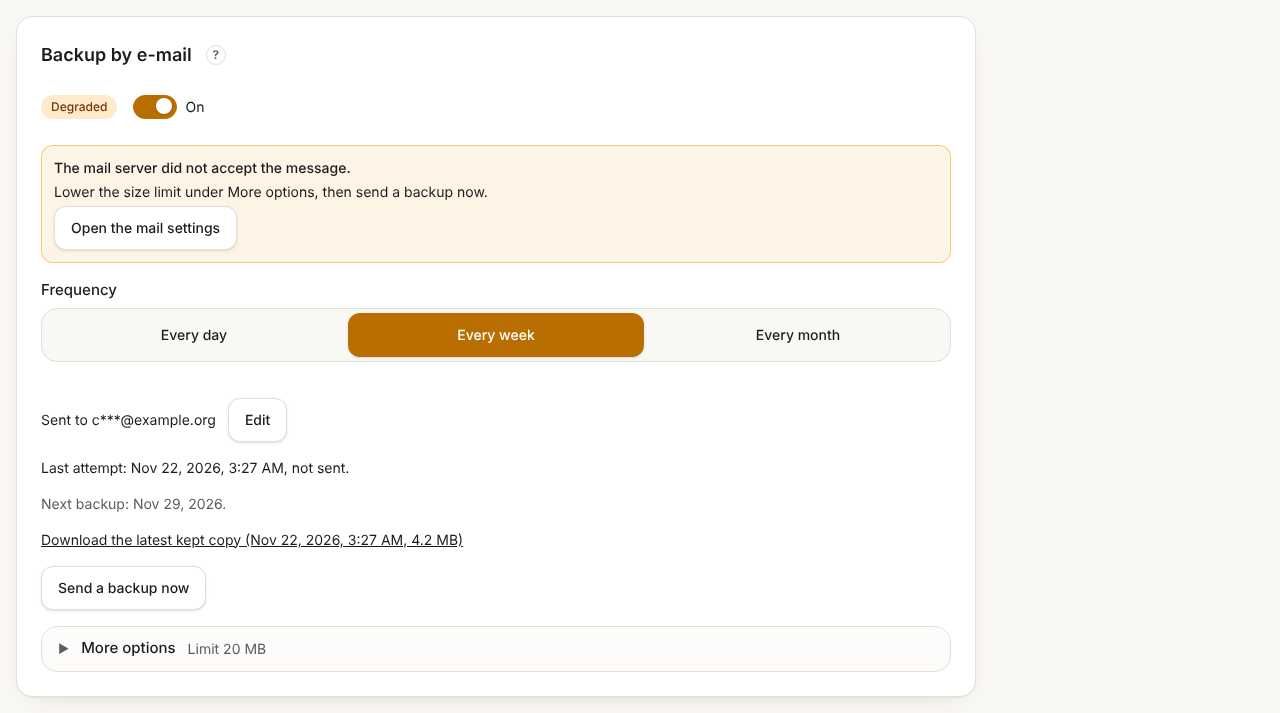 Backup by e-mail ?
Degraded On
The mail server did not accept the message.
Lower the size limit under More options, then send a backup now.
Open the mail settings
Frequency
Every day Every week Every month
Sent to c***@example.org Edit
Last attempt: Nov 22, 2026, 3:27 AM, not sent.
Next backup: Nov 29, 2026.
Download the latest kept copy (Nov 22, 2026, 3:27 AM, 4.2 MB)
Send a backup now
More options Limit 20 MB